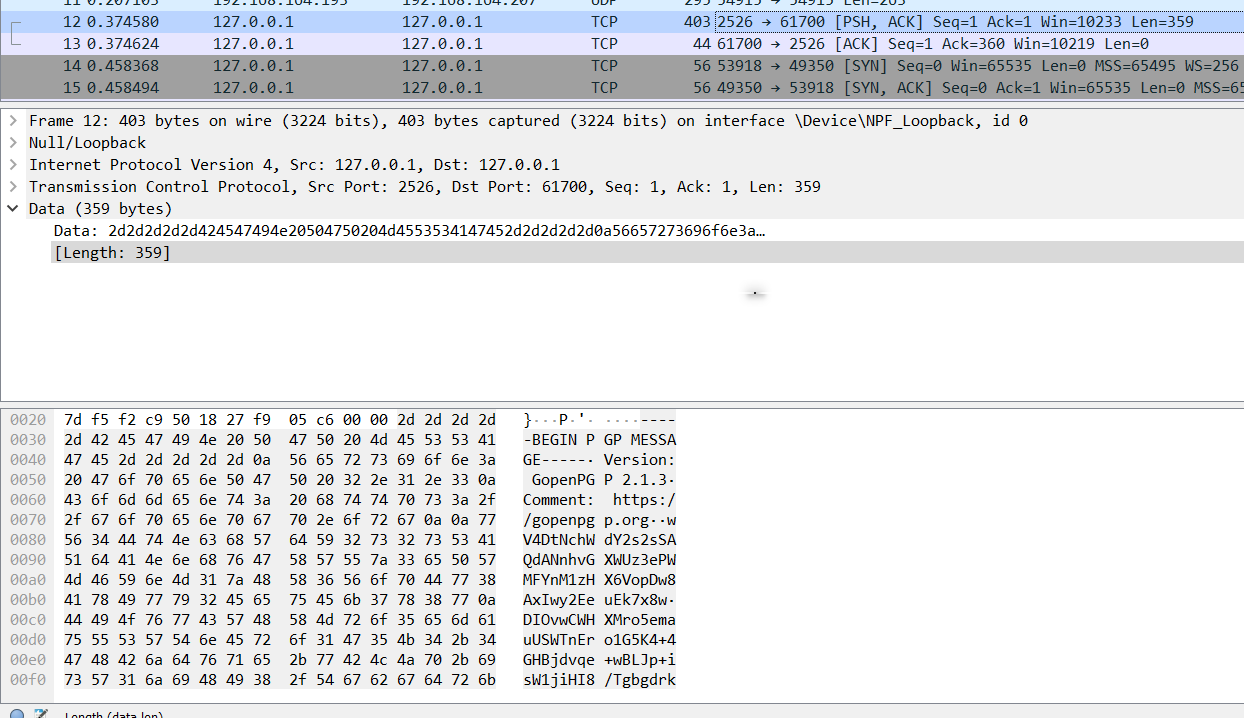 11 0.207103 192.168.164.195 192.168.164.207 UDP 295 54915 → 54915 Len=263
12 0.374580 127.0.0.1 127.0.0.1 TCP 403 2526 → 61700 [PSH, ACK] Seq=1 Ack=1 Win=10233 Len=359
13 0.374624 127.0.0.1 127.0.0.1 TCP 44 61700 → 2526 [ACK] Seq=1 Ack=360 Win=10219 Len=0
14 0.458368 127.0.0.1 127.0.0.1 TCP 56 53918 → 49350 [SYN] Seq=0 Win=65535 Len=0 MSS=65495 WS=256
15 0.458494 127.0.0.1 127.0.0.1 TCP 56 49350 → 53918 [SYN, ACK] Seq=0 Ack=1 Win=65535 Len=0 MSS=65
Frame 12: 403 bytes on wire (3224 bits), 403 bytes captured (3224 bits) on interface \Device\NPF_Loopback, id 0
Null/Loopback
Internet Protocol Version 4, Src: 127.0.0.1, Dst: 127.0.0.1
Transmission Control Protocol, Src Port: 2526, Dst Port: 61700, Seq: 1, Ack: 1, Len: 359
Data (359 bytes)
Data: 2d2d2d2d2d424547494e20504750204d4553534147452d2d2d2d2d0a56657273696f6e3a…
[Length: 359]
0020 7d f5 f2 c9 50 18 27 f9 05 c6 00 00 2d 2d 2d 2d }···P·'· ····----
0030 2d 42 45 47 49 4e 20 50 47 50 20 4d 45 53 53 41 -BEGIN P GP MESSA
0040 47 45 2d 2d 2d 2d 2d 0a 56 65 72 73 69 6f 6e 3a GE-----· Version:
0050 20 47 6f 70 65 6e 50 47 50 20 32 2e 31 2e 33 0a GopenPG P 2.1.3·
0060 43 6f 6d 6d 65 6e 74 3a 20 68 74 74 70 73 3a 2f Comment: https:/
0070 2f 67 6f 70 65 6e 70 67 70 2e 6f 72 67 0a 0a 77 /gopenpg p.org··w
0080 56 34 44 74 4e 63 68 57 64 59 32 73 32 73 53 41 V4DtNchW dY2s2sSA
0090 51 64 41 4e 6e 68 76 47 58 57 55 7a 33 65 50 57 QdANnhvG XWUz3ePW
00a0 4d 46 59 6e 4d 31 7a 48 58 36 56 6f 70 44 77 38 MFYnM1zH X6VopDw8
00b0 41 78 49 77 79 32 45 65 75 45 6b 37 78 38 77 0a AxIwy2Ee uEk7x8w·
00c0 44 49 4f 76 77 43 57 48 58 4d 72 6f 35 65 6d 61 DIOvwCWH XMro5ema
00d0 75 55 53 57 54 6e 45 72 6f 31 47 35 4b 34 2b 34 uUSWTnEr o1G5K4+4
00e0 47 48 42 6a 64 76 71 65 2b 77 42 4c 4a 70 2b 69 GHBjdvqe +wBLJp+i
00f0 73 57 31 6a 69 48 49 38 2f 54 67 62 67 64 72 6b sW1jiHI8 /Tgbgdrk
Length (data.len)